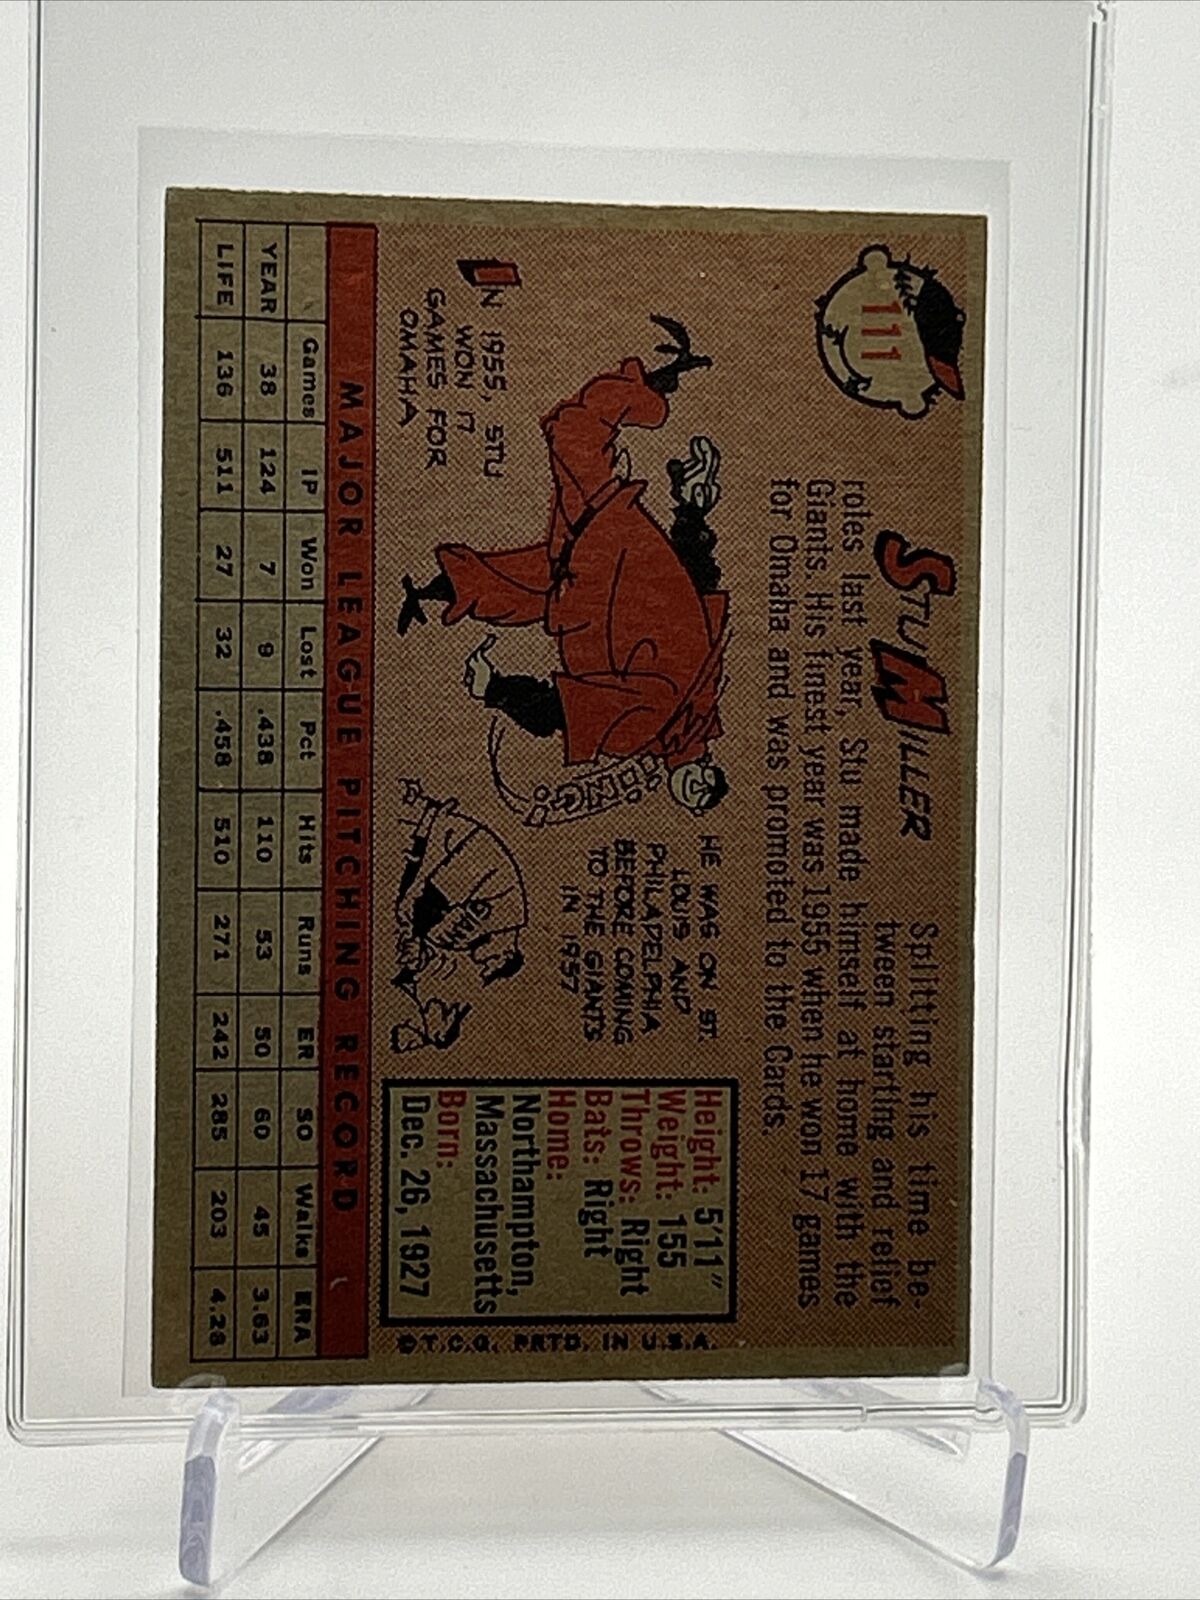 111
STU MILLER
Splitting his time be-
tween starting and relief
roles last year, Stu made himself at home with the
Giants. His finest year was 1955 when he won 17 games
for Omaha and was promoted to the Cards.
IN 1955, STU
WON 17
GAMES FOR
OMAHA
HE WAS ON ST.
LOUIS AND
PHILADELPHIA
BEFORE COMING
TO THE GIANTS
IN 1957
Height: 5'11"
Weight: 155
Throws: Right
Bats: Right
Home:
Northampton,
Massachusetts
Born:
Dec. 26, 1927
© T.C.G. PRTD. IN U.S.A.
MAJOR LEAGUE PITCHING RECORD
Games IP Won Lost Pct Hits Runs ER SO Walks ERA
YEAR 38 124 7 9 .438 110 53 50 60 45 3.63
LIFE 136 511 27 32 .458 510 271 242 285 203 4.28